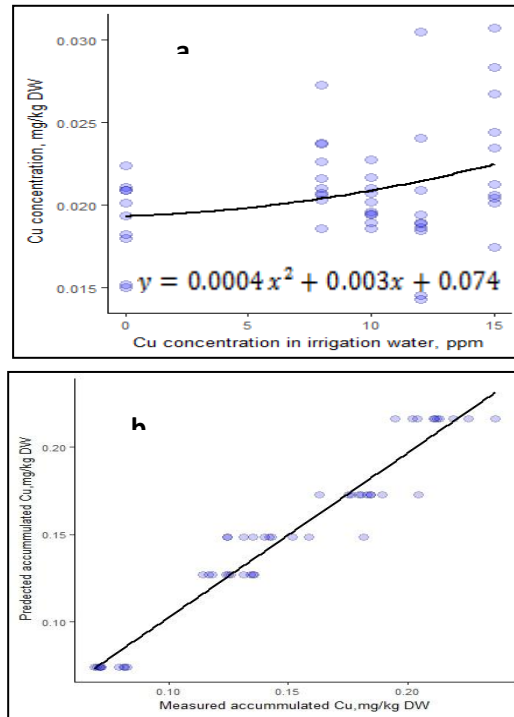 a
0.030
0.025
0.020
0.015
Cu concentration, mg/kg DW
y = 0.0004x² + 0.003x + 0.074
0 5 10 15
Cu concentration in irrigation water, ppm
b
0.20
0.15
0.10
Predected accummulated Cu,mg/kg DW
0.10 0.15 0.20
Measured accummulated Cu,mg/kg DW